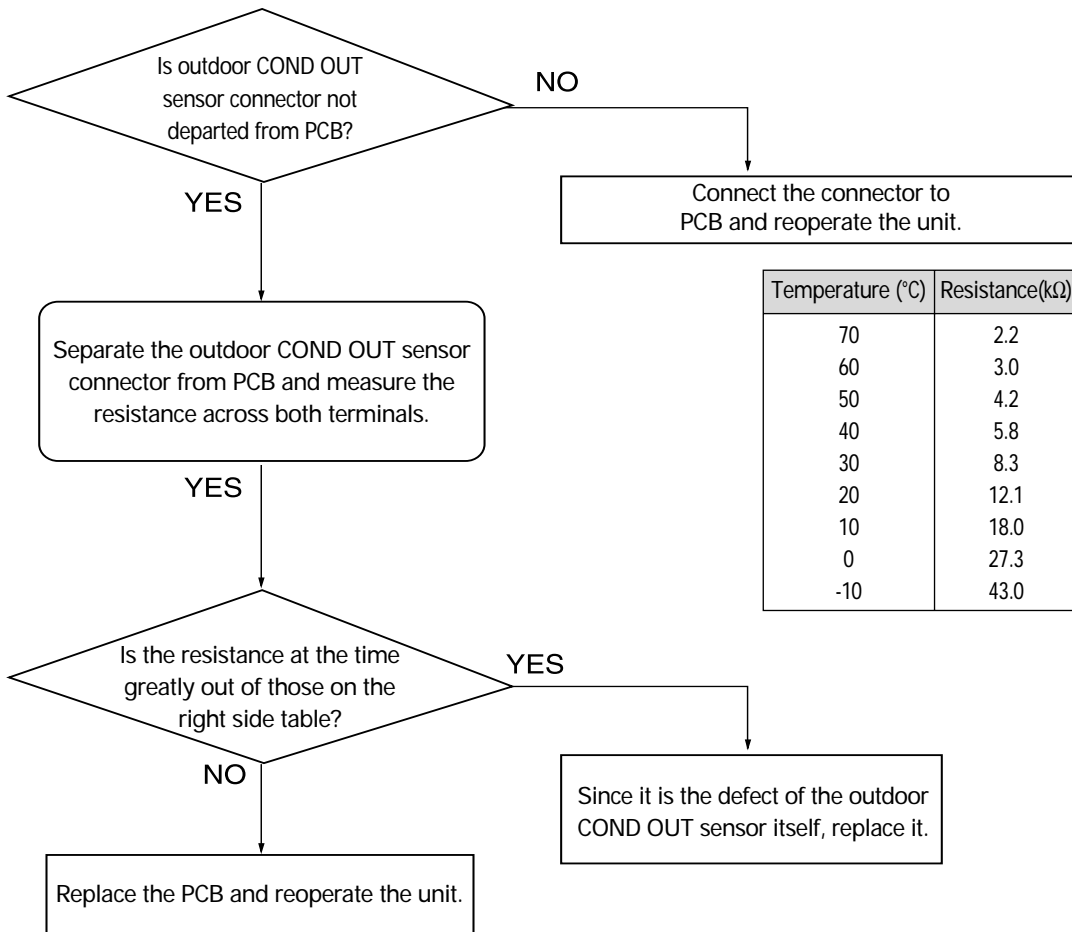 Is outdoor COND OUT
sensor connector not
departed from PCB?
NO
YES
Connect the connector to
PCB and reoperate the unit.
Temperature (°C) Resistance(kΩ)
70 2.2
60 3.0
50 4.2
40 5.8
30 8.3
20 12.1
10 18.0
0 27.3
-10 43.0
Separate the outdoor COND OUT sensor
connector from PCB and measure the
resistance across both terminals.
YES
Is the resistance at the time
greatly out of those on the
right side table?
YES
NO
Since it is the defect of the outdoor
COND OUT sensor itself, replace it.
Replace the PCB and reoperate the unit.